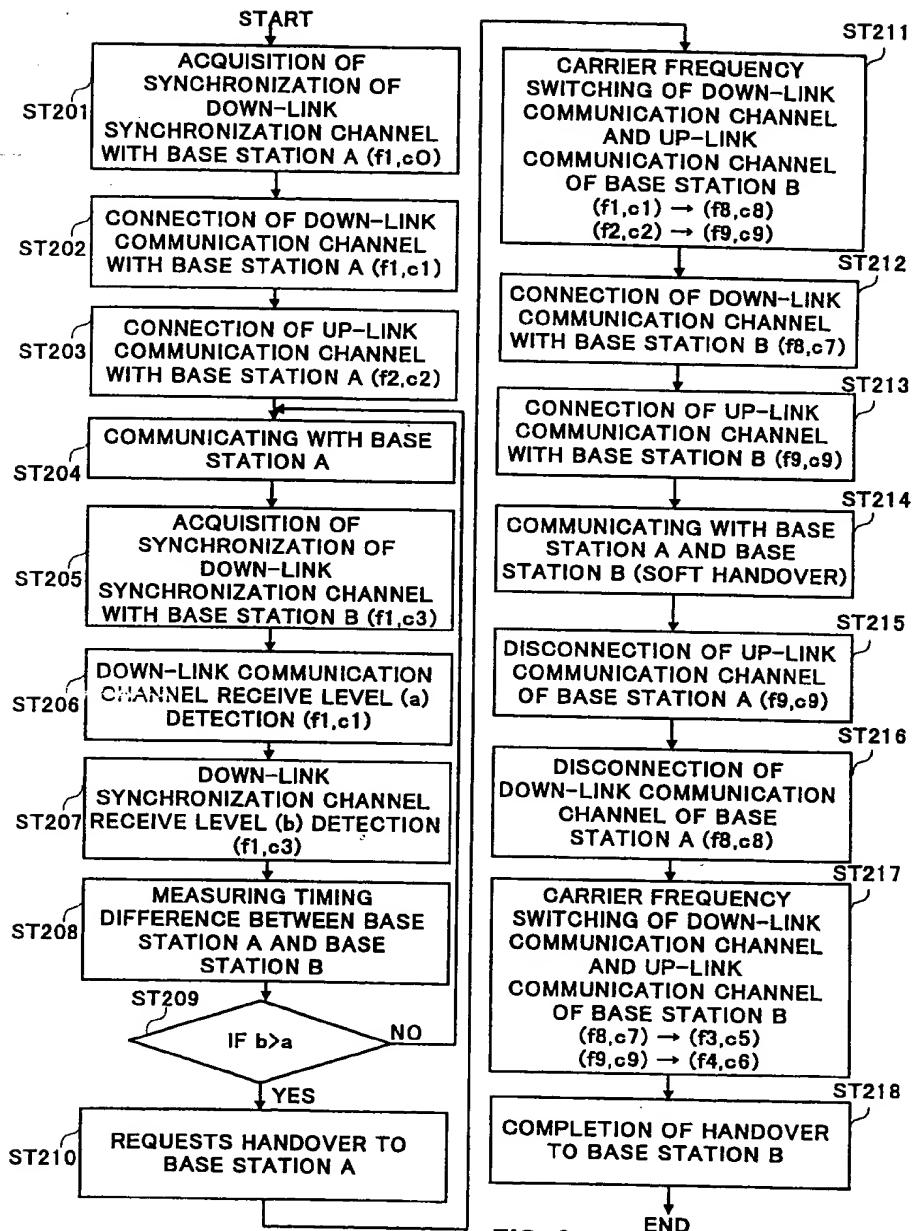 START
ST201
ACQUISITION OF
SYNCHRONIZATION OF
DOWN-LINK
SYNCHRONIZATION CHANNEL
WITH BASE STATION A (f1,c0)
ST202
CONNECTION OF DOWN-LINK
COMMUNICATION CHANNEL
WITH BASE STATION A (f1,c1)
ST203
CONNECTION OF UP-LINK
COMMUNICATION CHANNEL
WITH BASE STATION A (f2,c2)
ST204
COMMUNICATING WITH BASE
STATION A
ST205
ACQUISITION OF
SYNCHRONIZATION OF
DOWN-LINK
SYNCHRONIZATION CHANNEL
WITH BASE STATION B (f1,c3)
ST206
DOWN-LINK COMMUNICATION
CHANNEL RECEIVE LEVEL (a)
DETECTION (f1,c1)
ST207
DOWN-LINK
SYNCHRONIZATION CHANNEL
RECEIVE LEVEL (b) DETECTION
(f1,c3)
ST208
MEASURING TIMING
DIFFERENCE BETWEEN BASE
STATION A AND BASE
STATION B
ST209
IF b>a
NO
YES
ST210
REQUESTS HANDOVER TO
BASE STATION A
ST211
CARRIER FREQUENCY
SWITCHING OF DOWN-LINK
COMMUNICATION CHANNEL
AND UP-LINK
COMMUNICATION CHANNEL
OF BASE STATION B
(f1,c1) → (f8,c8)
(f2,c2) → (f9,c9)
ST212
CONNECTION OF DOWN-LINK
COMMUNICATION CHANNEL
WITH BASE STATION B (f8,c7)
ST213
CONNECTION OF UP-LINK
COMMUNICATION CHANNEL
WITH BASE STATION B (f9,c9)
ST214
COMMUNICATING WITH BASE
STATION A AND BASE
STATION B (SOFT HANDOVER)
ST215
DISCONNECTION OF UP-LINK
COMMUNICATION CHANNEL
OF BASE STATION A (f9,c9)
ST216
DISCONNECTION OF
DOWN-LINK COMMUNICATION
CHANNEL OF BASE
STATION A (f8,c8)
ST217
CARRIER FREQUENCY
SWITCHING OF DOWN-LINK
COMMUNICATION CHANNEL
AND UP-LINK
COMMUNICATION CHANNEL
OF BASE STATION B
(f8,c7) → (f3,c5)
(f9,c9) → (f4,c6)
ST218
COMPLETION OF HANDOVER
TO BASE STATION B
END